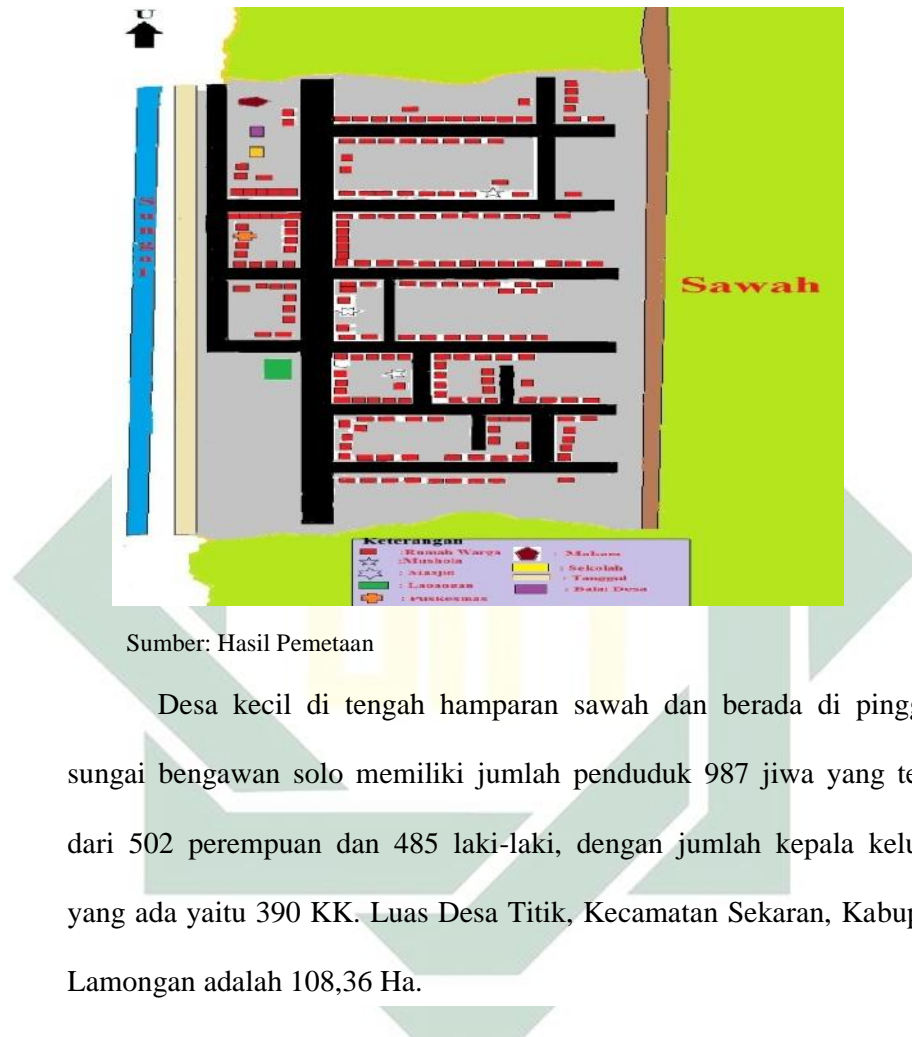 U
Sungai
Sawah
Keterangan
:Rumah Warga
:Mushola
: Masjid
: Lapangan
: Puskesmas
: Makam
: Sekolah
: Tanggul
: Balai Desa
Sumber: Hasil Pemetaan
Desa kecil di tengah hamparan sawah dan berada di pingg
sungai bengawan solo memiliki jumlah penduduk 987 jiwa yang te
dari 502 perempuan dan 485 laki-laki, dengan jumlah kepala kelu
yang ada yaitu 390 KK. Luas Desa Titik, Kecamatan Sekaran, Kabup
Lamongan adalah 108,36 Ha.